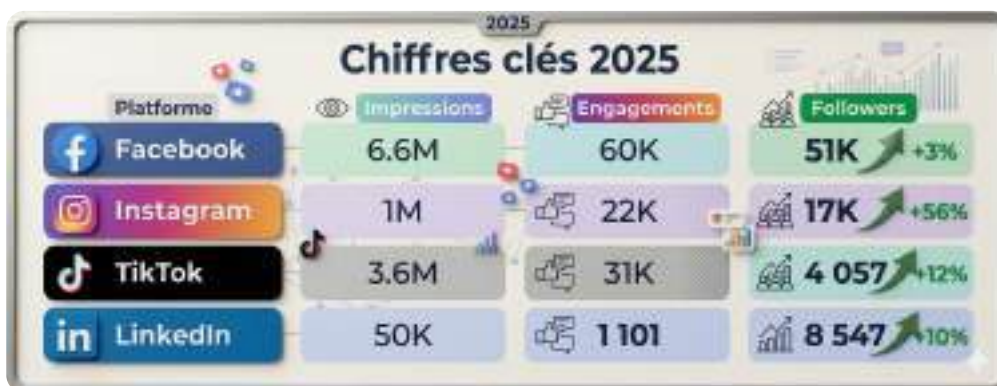 2025
Chiffres clés 2025
Platforme Impressions Engagements Followers
Facebook 6.6M 60K 51K +3%
Instagram 1M 22K 17K +56%
TikTok 3.6M 31K 4 057 +12%
in LinkedIn 50K 1 101 8 547 +10%